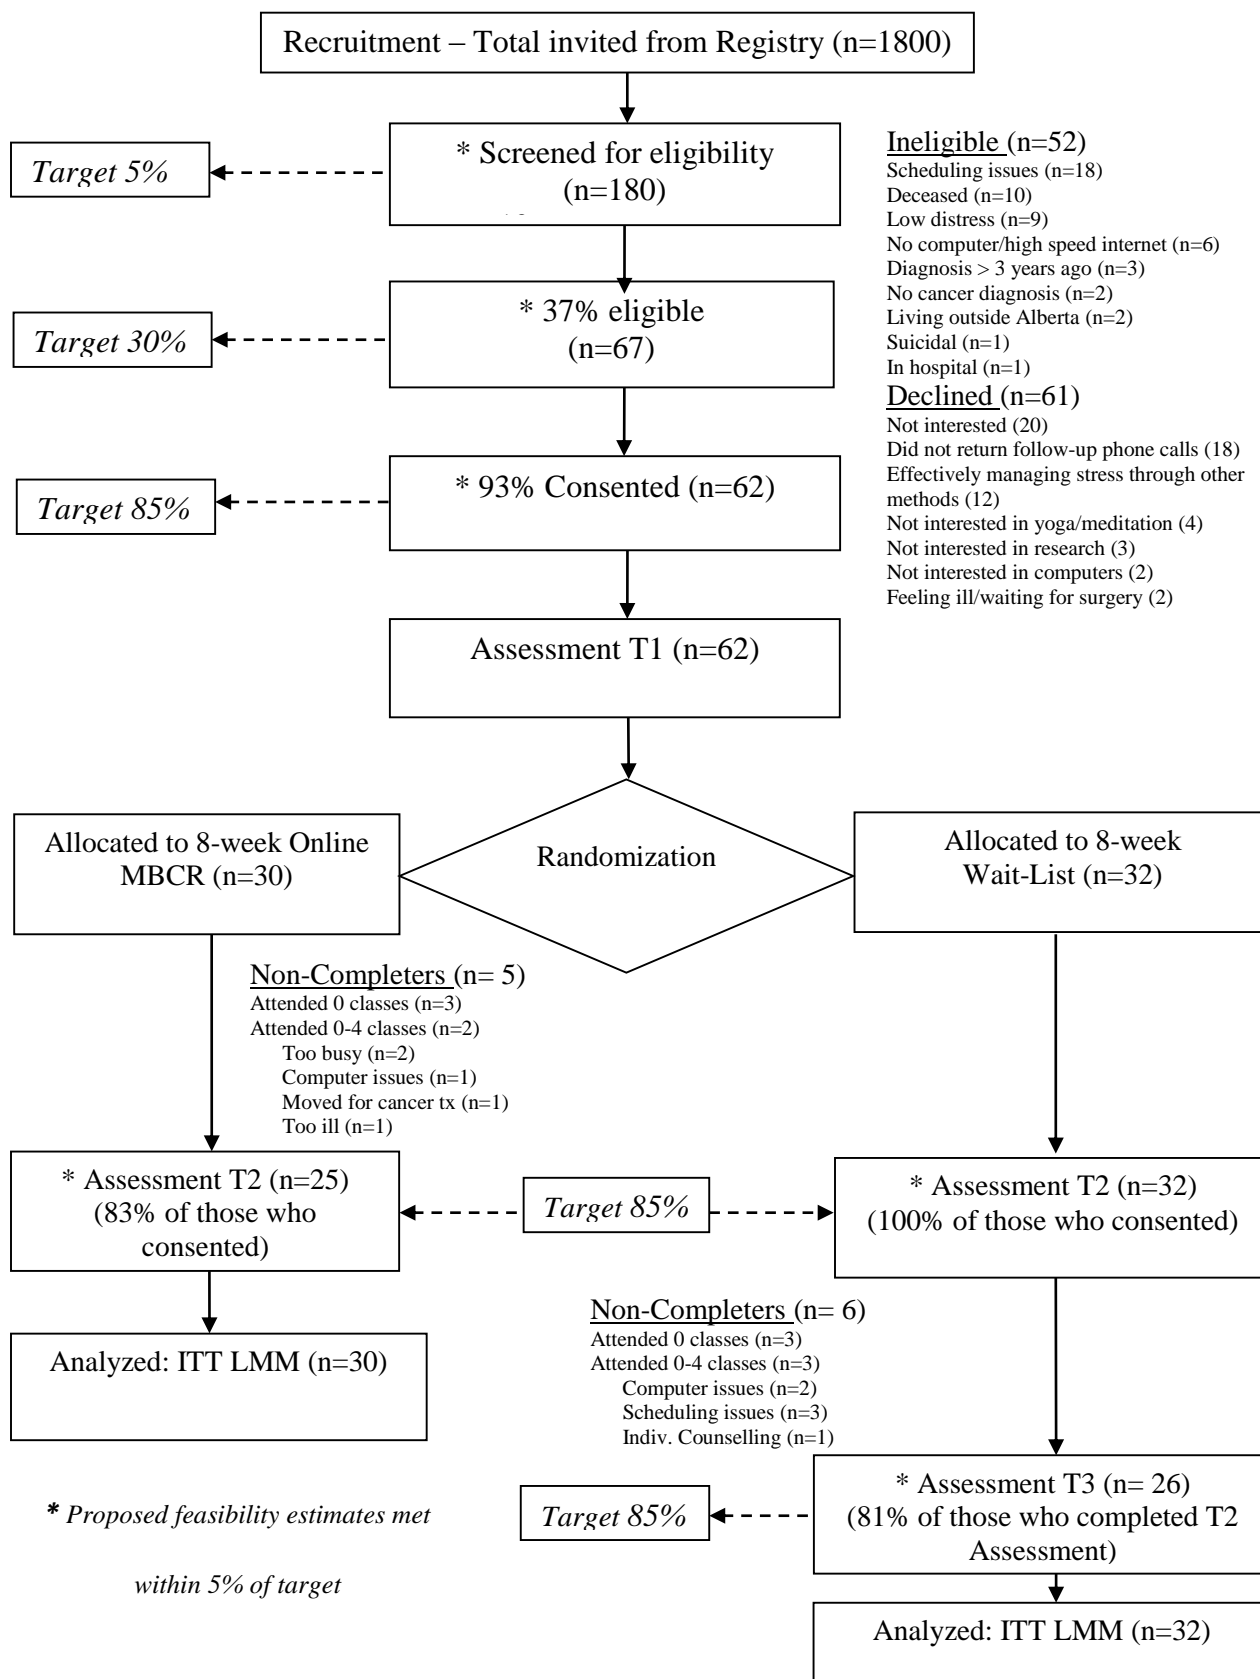 Recruitment – Total invited from Registry (n=1800)
* Screened for eligibility
(n=180)
Target 5%
Ineligible (n=52)
Scheduling issues (n=18)
Deceased (n=10)
Low distress (n=9)
No computer/high speed internet (n=6)
Diagnosis > 3 years ago (n=3)
No cancer diagnosis (n=2)
Living outside Alberta (n=2)
Suicidal (n=1)
In hospital (n=1)
Declined (n=61)
Not interested (20)
Did not return follow-up phone calls (18)
Effectively managing stress through other
methods (12)
Not interested in yoga/meditation (4)
Not interested in research (3)
Not interested in computers (2)
Feeling ill/waiting for surgery (2)
* 37% eligible
(n=67)
Target 30%
* 93% Consented (n=62)
Target 85%
Assessment T1 (n=62)
Randomization
Allocated to 8-week Online
MBCR (n=30)
Allocated to 8-week
Wait-List (n=32)
Non-Completers (n= 5)
Attended 0 classes (n=3)
Attended 0-4 classes (n=2)
Too busy (n=2)
Computer issues (n=1)
Moved for cancer tx (n=1)
Too ill (n=1)
* Assessment T2 (n=25)
(83% of those who
consented)
Target 85%
* Assessment T2 (n=32)
(100% of those who consented)
Analyzed: ITT LMM (n=30)
Non-Completers (n= 6)
Attended 0 classes (n=3)
Attended 0-4 classes (n=3)
Computer issues (n=2)
Scheduling issues (n=3)
Indiv. Counselling (n=1)
* Assessment T3 (n= 26)
(81% of those who completed T2
Assessment)
Target 85%
* Proposed feasibility estimates met
within 5% of target
Analyzed: ITT LMM (n=32)